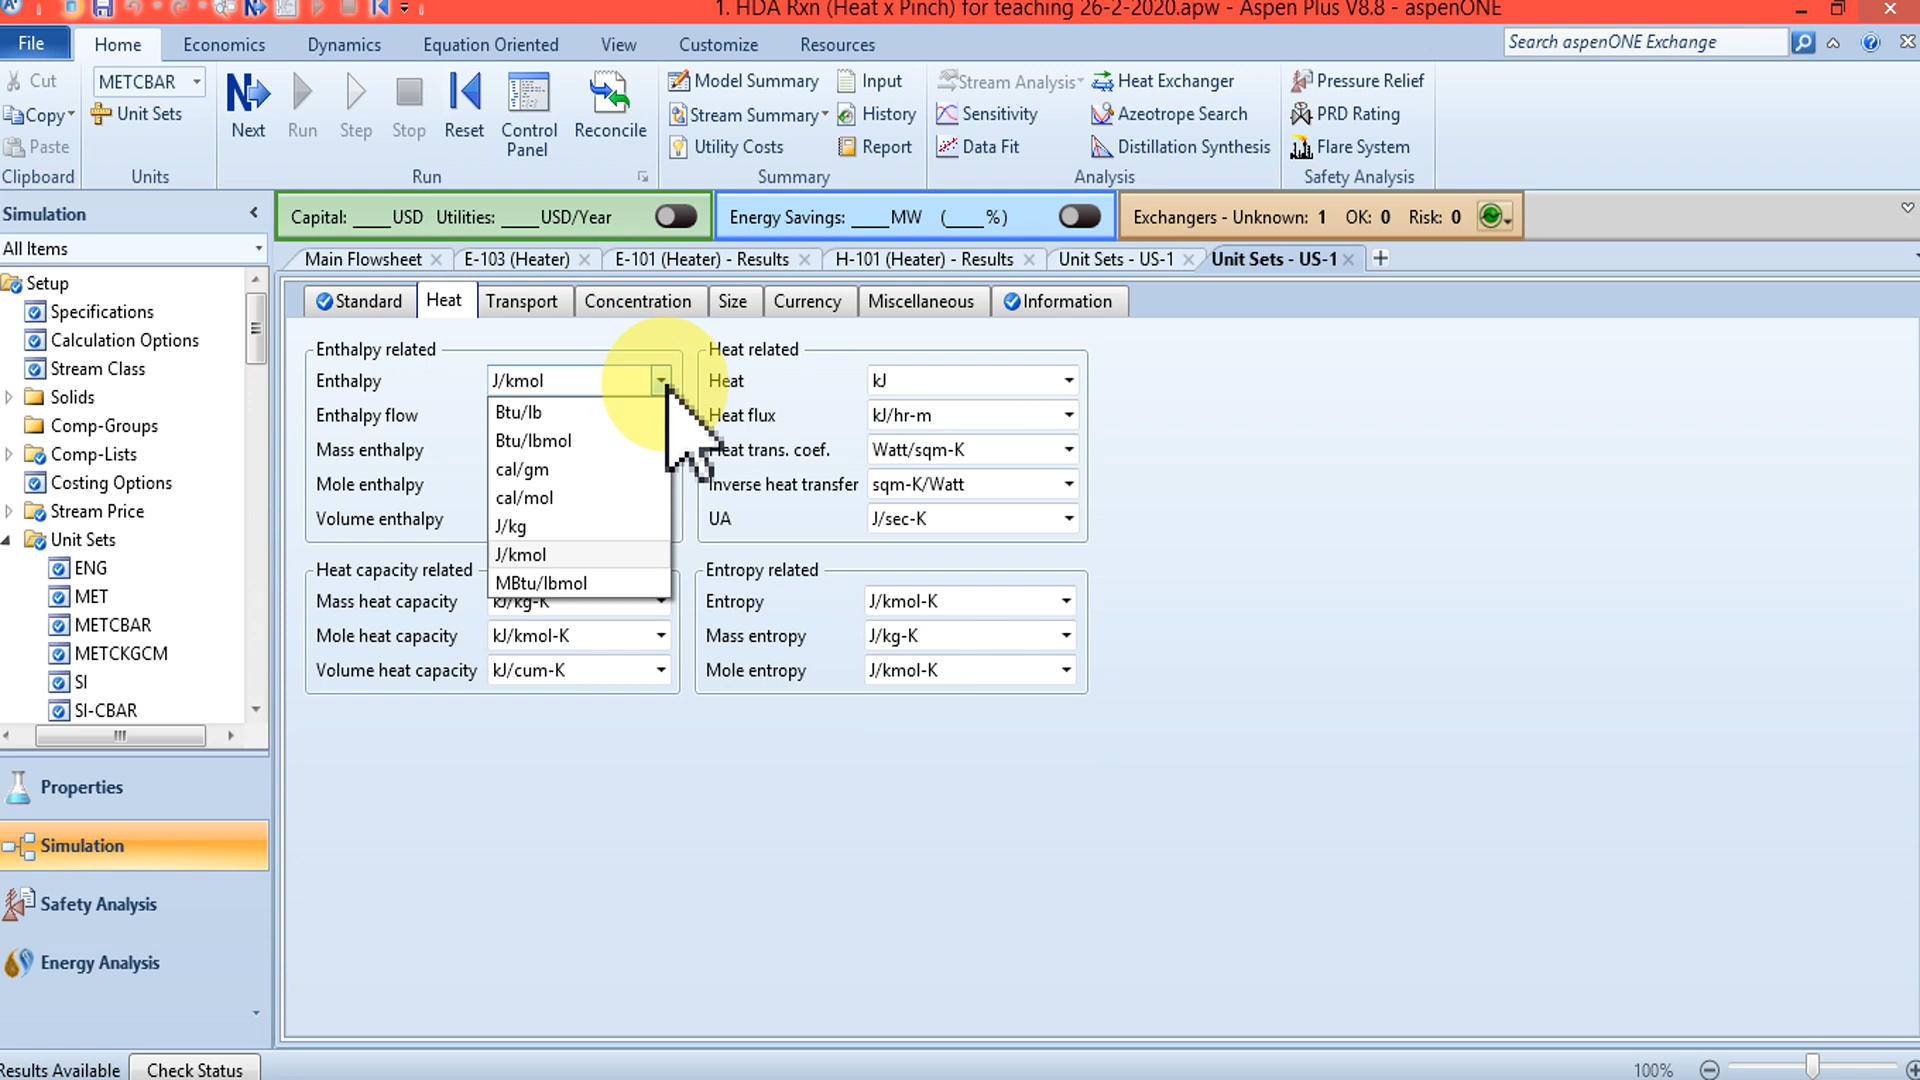 1. HDA Rxn (Heat x Pinch) for teaching 26-2-2020.apw - Aspen Plus V8.8 - aspenONE
File
Home
Economics
Dynamics
Equation Oriented
View
Customize
Resources
Search aspenONE Exchange
Cut
Copy
Paste
Clipboard
METCBAR
Unit Sets
Units
Next
Run
Step
Stop
Reset
Control Panel
Reconcile
Run
Model Summary
Stream Summary
Utility Costs
Input
History
Report
Summary
Stream Analysis
Sensitivity
Data Fit
Heat Exchanger
Azeotrope Search
Distillation Synthesis
Analysis
Pressure Relief
PRD Rating
Flare System
Safety Analysis
Capital: ____USD Utilities: ____USD/Year
Energy Savings: ____MW (____%)
Exchangers - Unknown: 1 OK: 0 Risk: 0
Simulation
All Items
Main Flowsheet
E-103 (Heater)
E-101 (Heater) - Results
H-101 (Heater) - Results
Unit Sets - US-1
Unit Sets - US-1
Setup
Specifications
Calculation Options
Stream Class
Solids
Comp-Groups
Comp-Lists
Costing Options
Stream Price
Unit Sets
ENG
MET
METCBAR
METCKGCM
SI
SI-CBAR
Properties
Simulation
Safety Analysis
Energy Analysis
Standard
Heat
Transport
Concentration
Size
Currency
Miscellaneous
Information
Enthalpy related
Enthalpy J/kmol
Enthalpy flow
Mass enthalpy
Mole enthalpy
Volume enthalpy
Btu/lb
Btu/lbmol
cal/gm
cal/mol
J/kg
J/kmol
MBtu/lbmol
Heat related
Heat kJ
Heat flux kJ/hr-m
Heat trans. coef. Watt/sqm-K
Inverse heat transfer sqm-K/Watt
UA J/sec-K
Heat capacity related
Mass heat capacity kJ/kg-K
Mole heat capacity kJ/kmol-K
Volume heat capacity kJ/cum-K
Entropy related
Entropy J/kmol-K
Mass entropy J/kg-K
Mole entropy J/kmol-K
Results Available
Check Status
100%